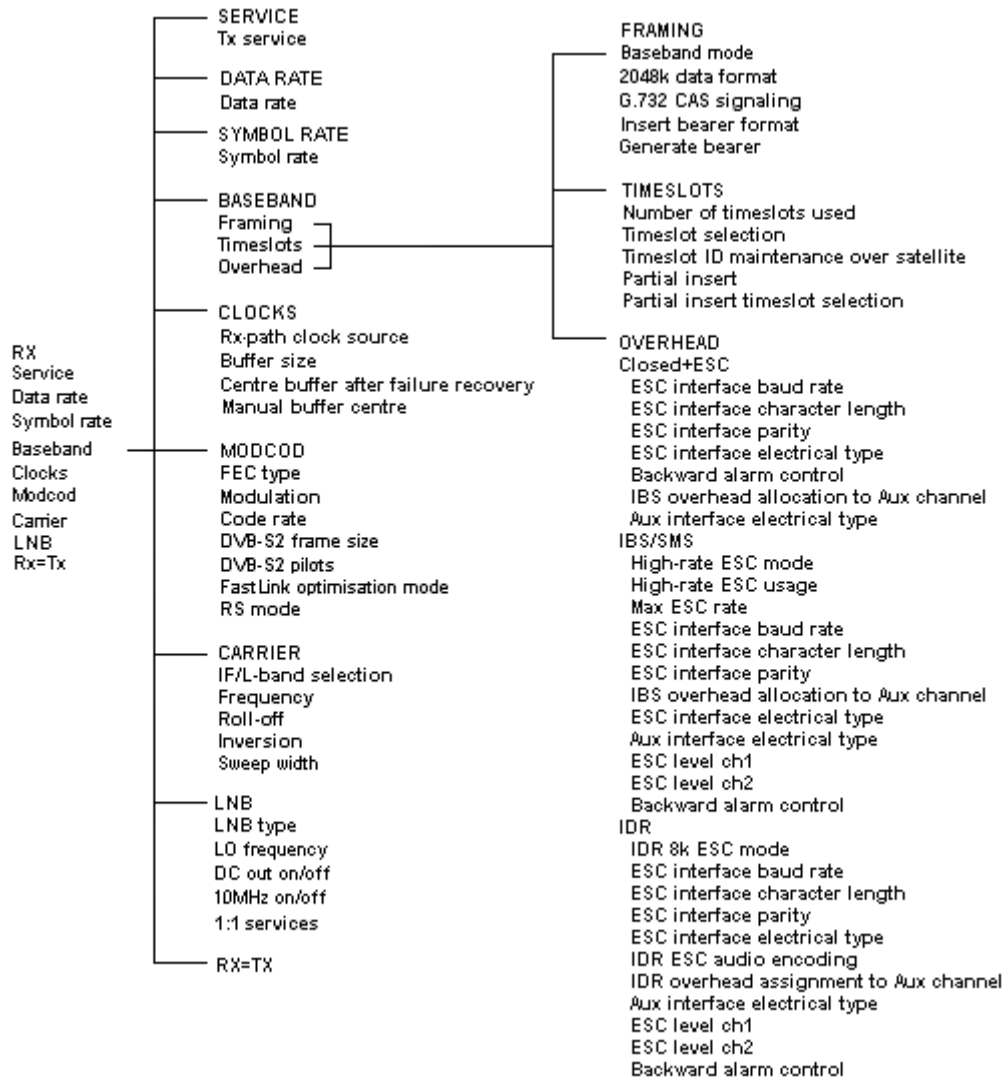 RX
Service
Data rate
Symbol rate
Baseband
Clocks
Modcod
Carrier
LNB
Rx=Tx
SERVICE
Tx service
DATA RATE
Data rate
SYMBOL RATE
Symbol rate
BASEBAND
Framing
Timeslots
Overhead
CLOCKS
Rx-path clock source
Buffer size
Centre buffer after failure recovery
Manual buffer centre
MODCOD
FEC type
Modulation
Code rate
DVB-S2 frame size
DVB-S2 pilots
FastLink optimisation mode
RS mode
CARRIER
IF/L-band selection
Frequency
Roll-off
Inversion
Sweep width
LNB
LNB type
LO frequency
DC out on/off
10MHz on/off
1:1 services
RX=TX
FRAMING
Baseband mode
2048k data format
G.732 CAS signaling
Insert bearer format
Generate bearer
TIMESLOTS
Number of timeslots used
Timeslot selection
Timeslot ID maintenance over satellite
Partial insert
Partial insert timeslot selection
OVERHEAD
Closed+ESC
ESC interface baud rate
ESC interface character length
ESC interface parity
ESC interface electrical type
Backward alarm control
IBS overhead allocation to Aux channel
Aux interface electrical type
IBS/SMS
High-rate ESC mode
High-rate ESC usage
Max ESC rate
ESC interface baud rate
ESC interface character length
ESC interface parity
IBS overhead allocation to Aux channel
ESC interface electrical type
Aux interface electrical type
ESC level ch1
ESC level ch2
Backward alarm control
IDR
IDR 8k ESC mode
ESC interface baud rate
ESC interface character length
ESC interface parity
ESC interface electrical type
IDR ESC audio encoding
IDR overhead assignment to Aux channel
Aux interface electrical type
ESC level ch1
ESC level ch2
Backward alarm control